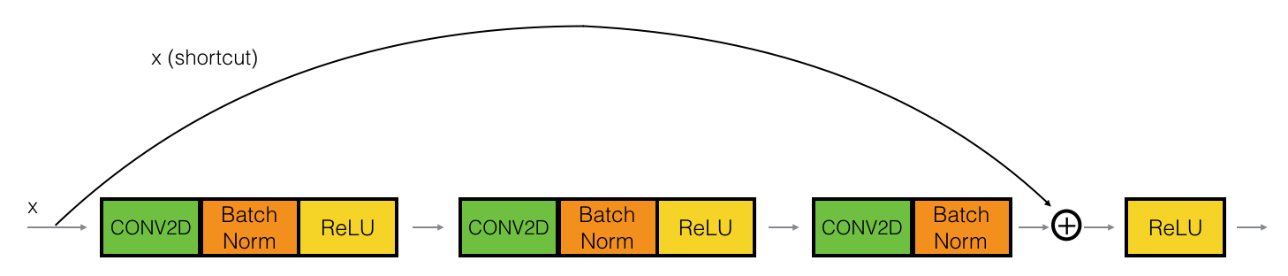 x (shortcut)
x
CONV2D
Batch
Norm
ReLU
CONV2D
Batch
Norm
ReLU
CONV2D
Batch
Norm
ReLU